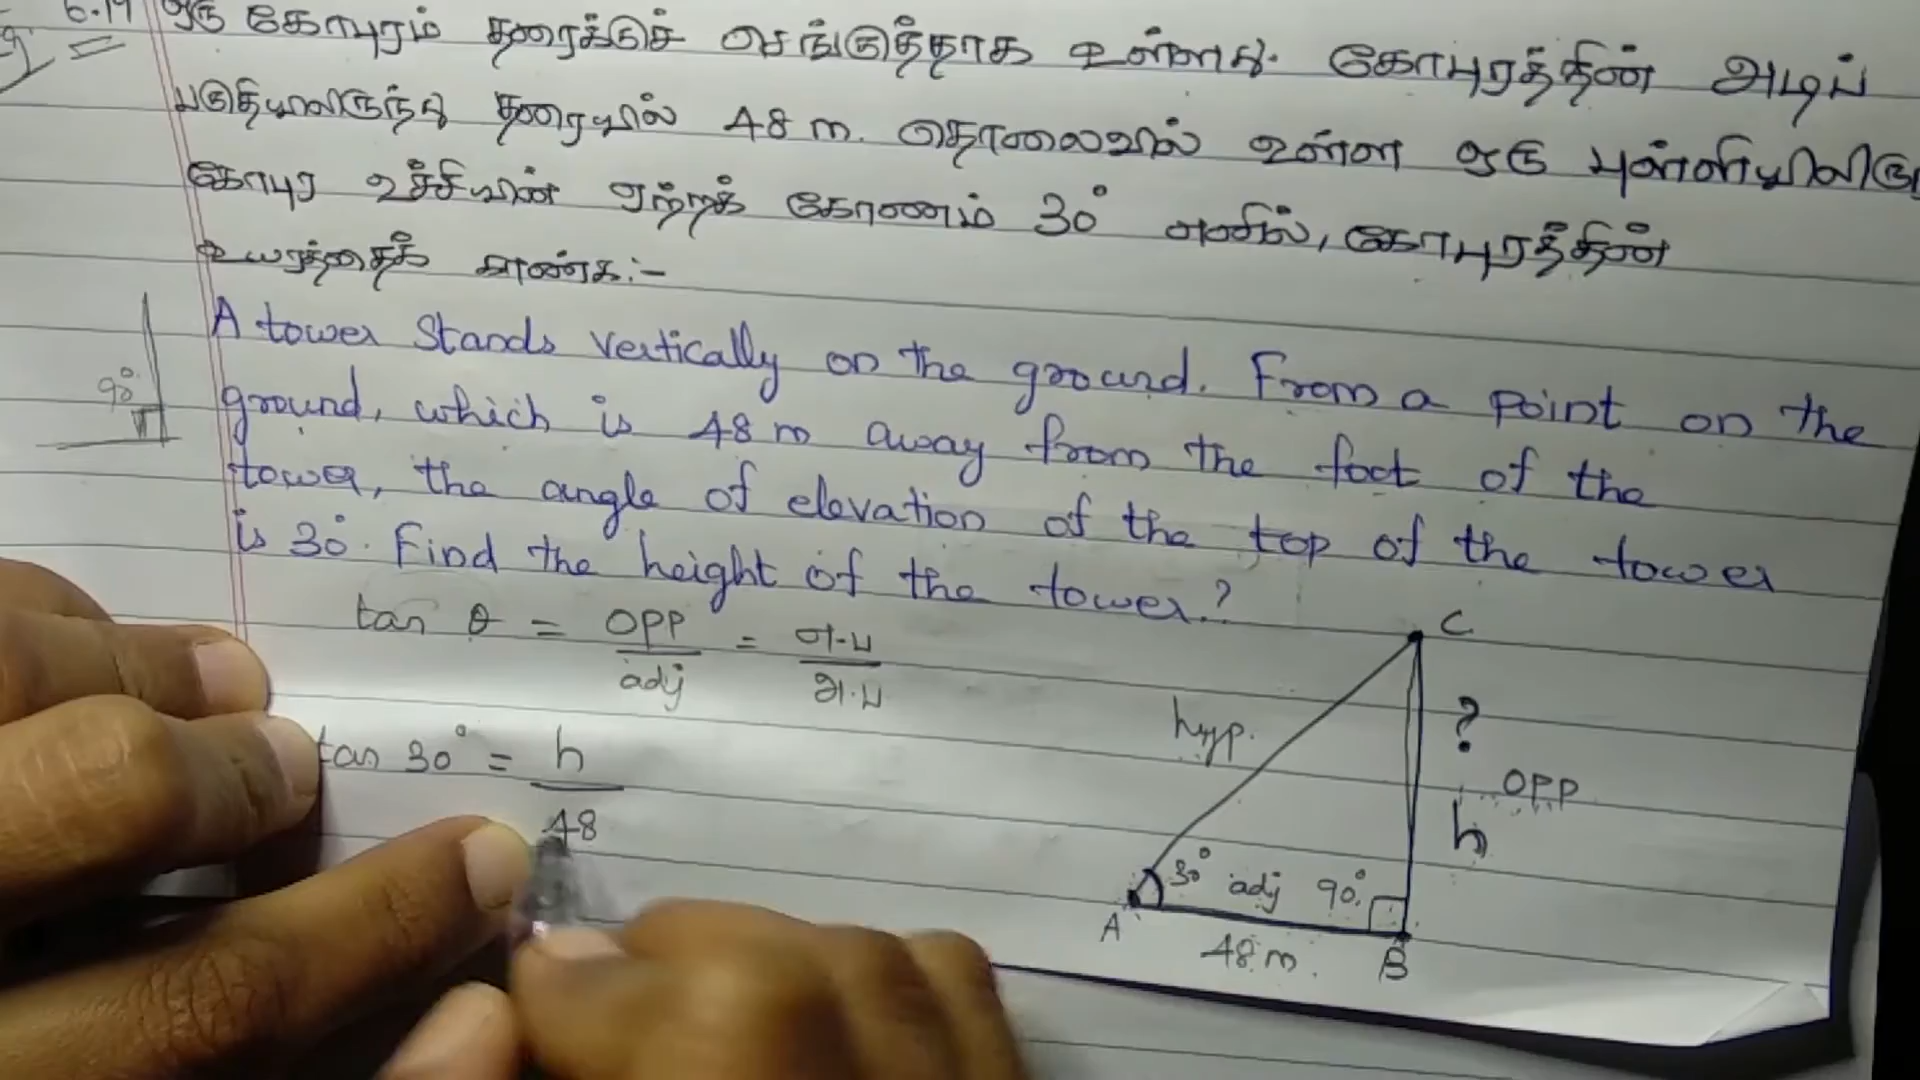 6.19 ஒரு கோபுரம் தரைக்குச் செங்குத்தாக உள்ளது. கோபுரத்தின் அடிப்
பகுதியிலிருந்து தரையில் 48 m. தொலைவில் உள்ள ஒரு புள்ளியிலிரு
கோபுர உச்சியின் ஏற்றக் கோணம் 30° எனில், கோபுரத்தின்
உயரத்தைக் காண்க:-
A tower Stands vertically on the ground. From a point on the
ground, which is 48 m away from the foot of the
tower, the angle of elevation of the top of the tower
is 30°. Find the height of the tower?
90°
tan θ = opp/adj = எ.ப/அ.ப
tan 30° = h/48
C
hyp.
?
opp
h
30° adj 90°
A 48 m. B